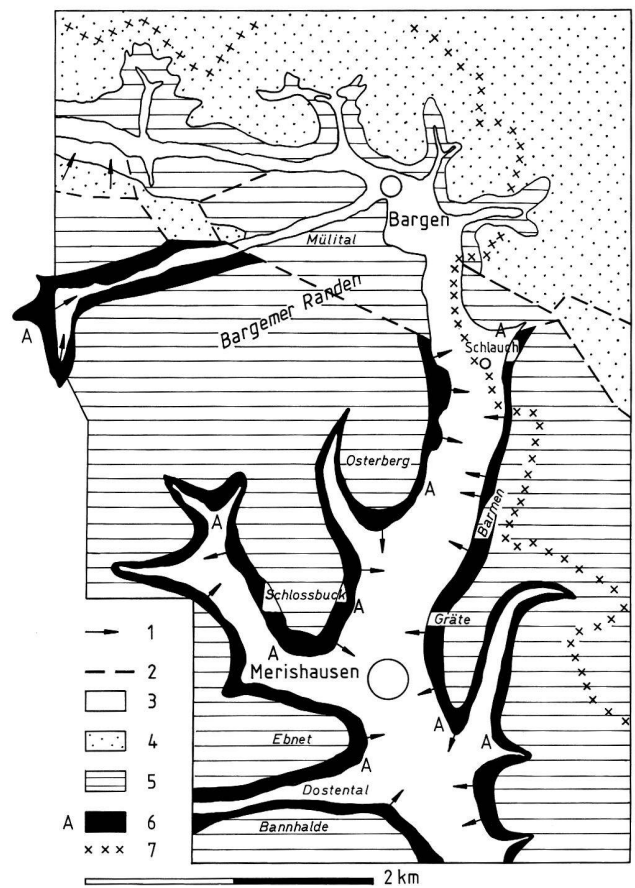 Bargen
Mülital
Bargemer Randen
A
A
Schlauch
Osterberg
A
Barmen
A
Schlossbuck
A
Gräte
A
Merishausen
A
A
Ebnet
A
Dostental
Bannhalde
1
2
3
4
5
A 6
7
2 km